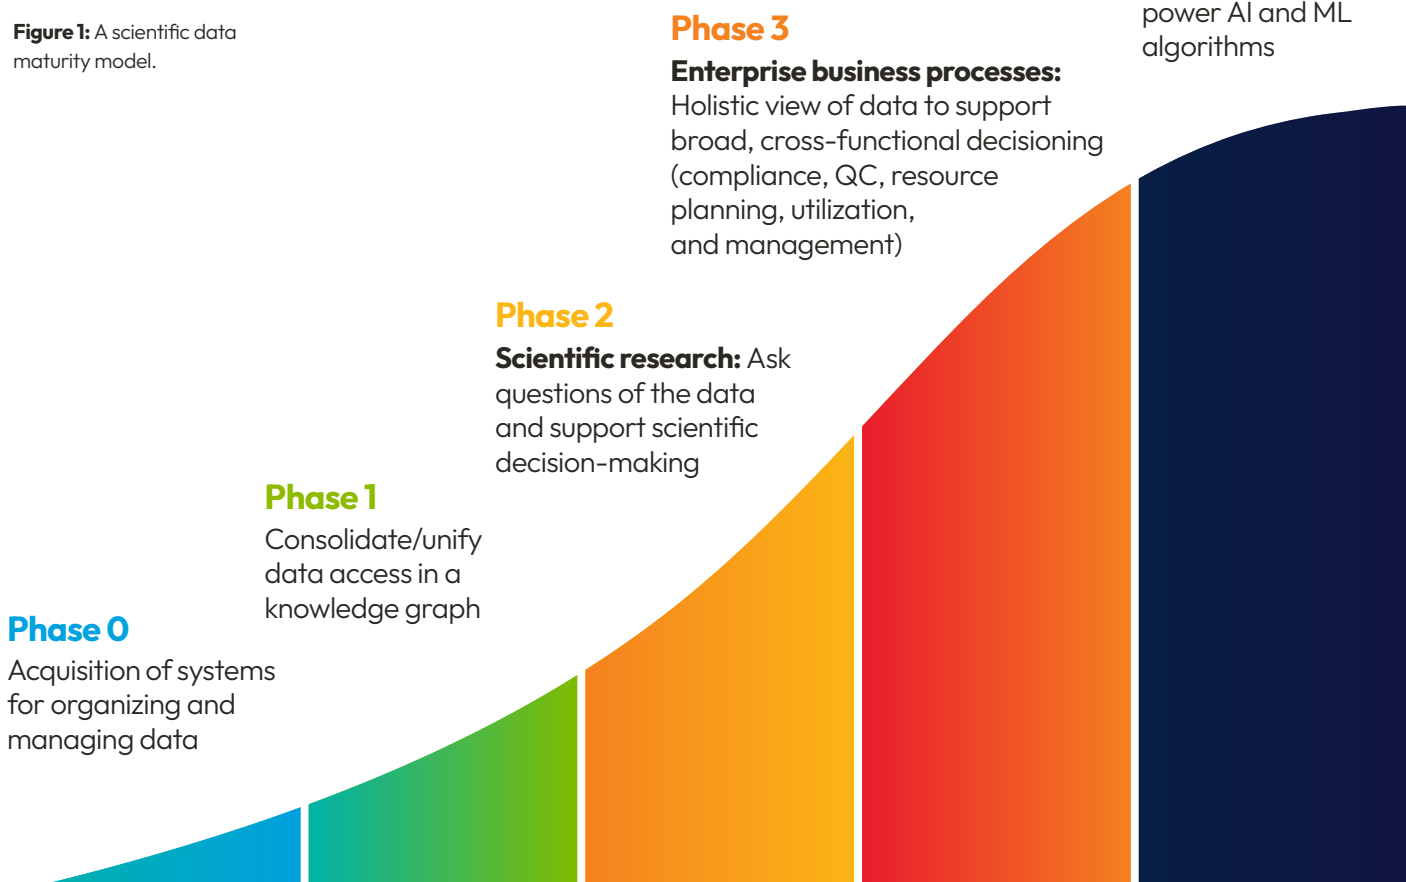 Figure 1: A scientific data
maturity model.
Phase 0
Acquisition of systems
for organizing and
managing data
Phase 1
Consolidate/unify
data access in a
knowledge graph
Phase 2
Scientific research: Ask
questions of the data
and support scientific
decision-making
Phase 3
Enterprise business processes:
Holistic view of data to support
broad, cross-functional decisioning
(compliance, QC, resource
planning, utilization,
and management)
power AI and ML
algorithms